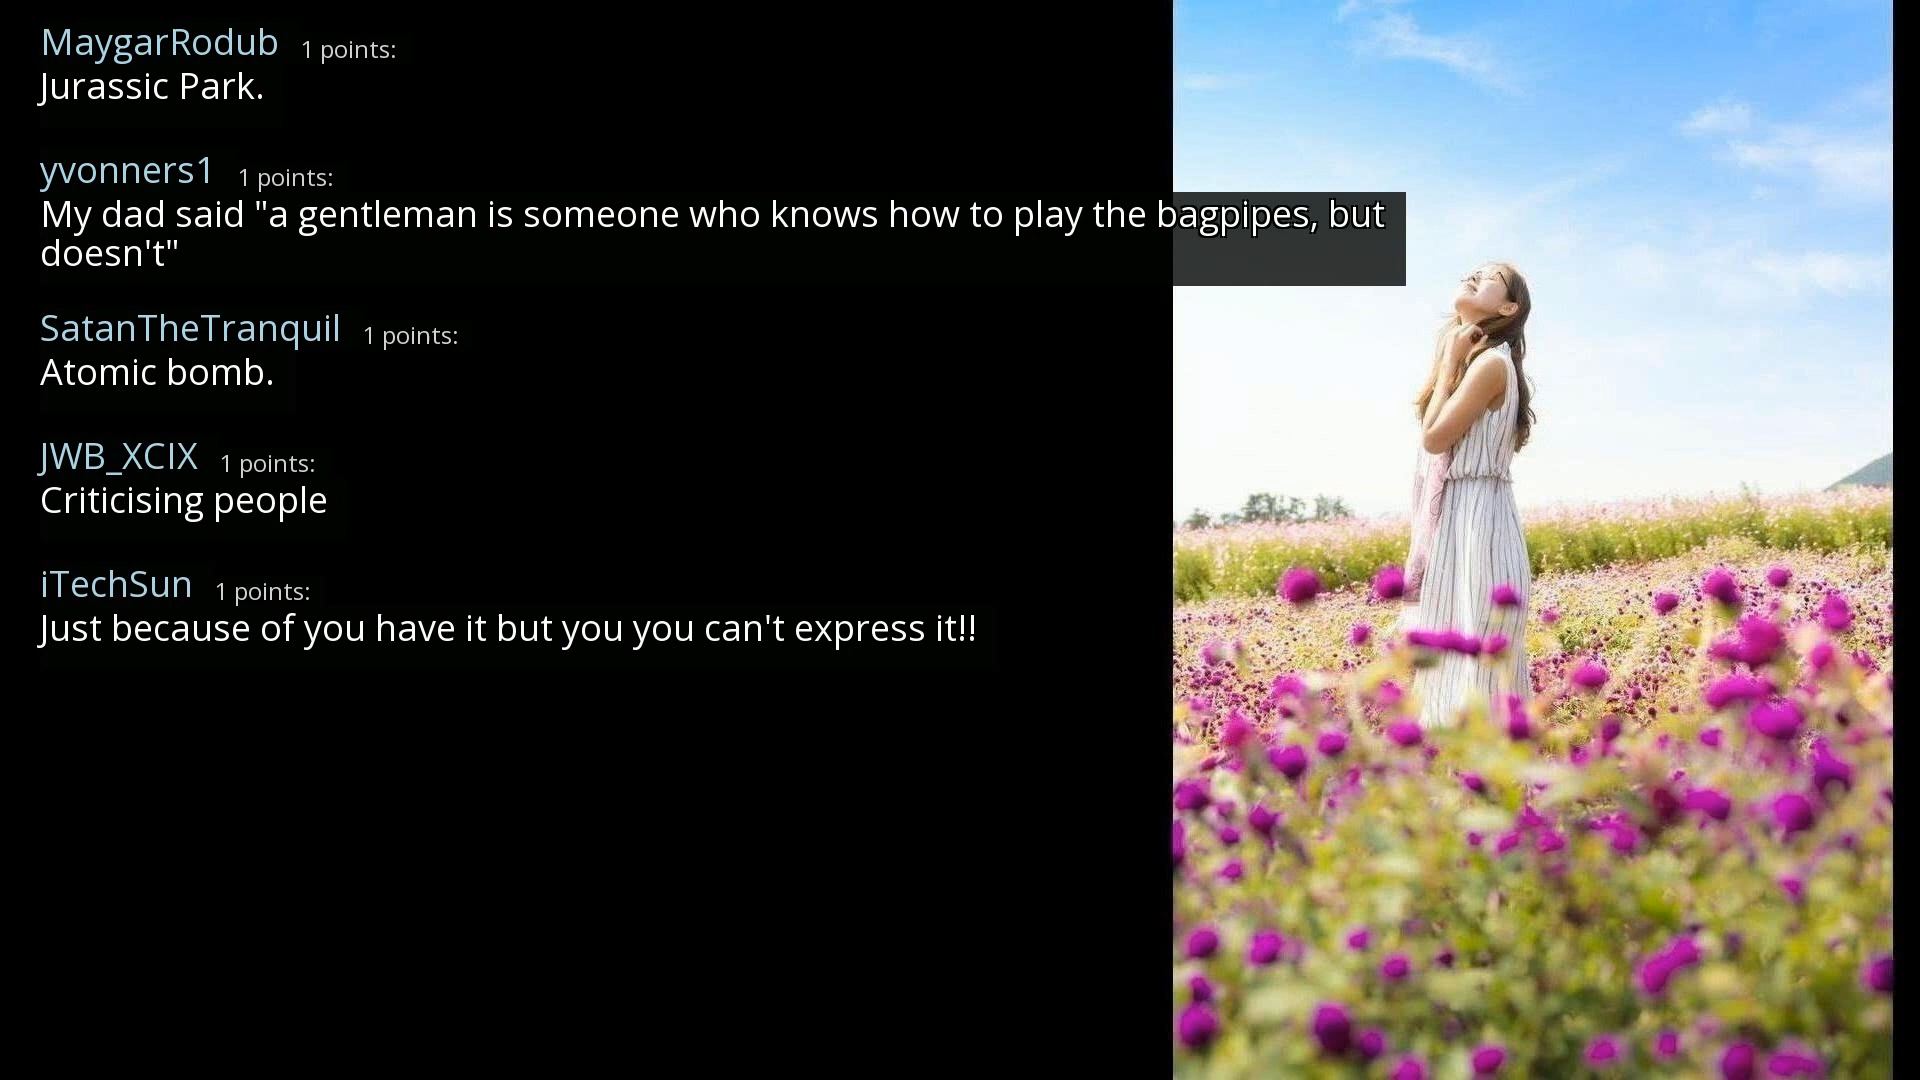 MaygarRodub 1 points:
Jurassic Park.
yvonners1 1 points:
My dad said "a gentleman is someone who knows how to play the bagpipes, but
doesn't"
SatanTheTranquil 1 points:
Atomic bomb.
JWB_XCIX 1 points:
Criticising people
iTechSun 1 points:
Just because of you have it but you you can't express it!!